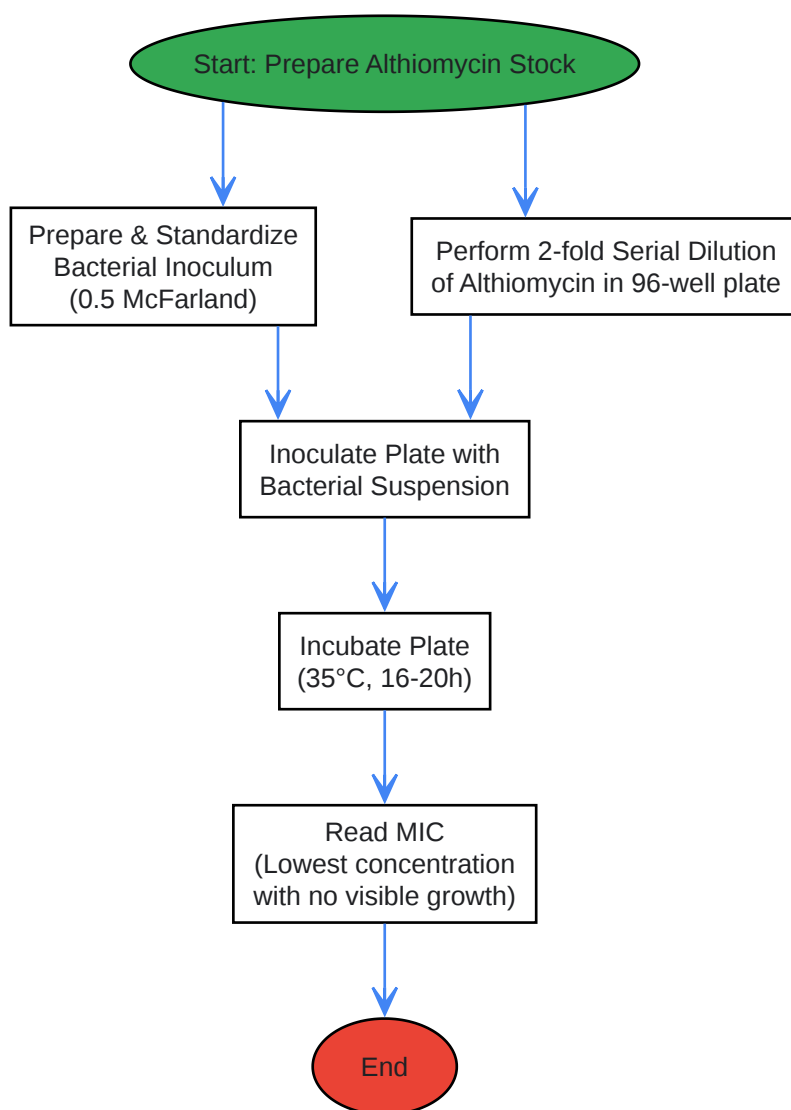 Start: Prepare Althiomycin Stock
Prepare & Standardize
Bacterial Inoculum
(0.5 McFarland)
Perform 2-fold Serial Dilution
of Althiomycin in 96-well plate
Inoculate Plate with
Bacterial Suspension
Incubate Plate
(35°C, 16-20h)
Read MIC
(Lowest concentration
with no visible growth)
End